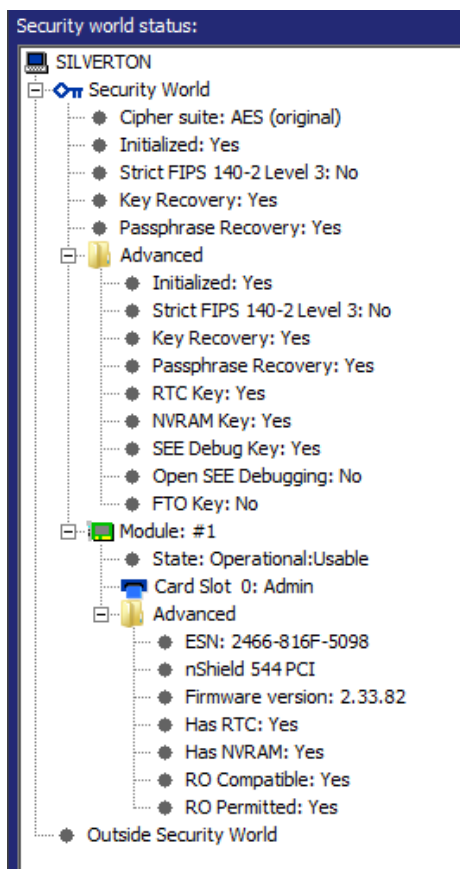 Security world status:
SILVERTON
Security World
Cipher suite: AES (original)
Initialized: Yes
Strict FIPS 140-2 Level 3: No
Key Recovery: Yes
Passphrase Recovery: Yes
Advanced
Initialized: Yes
Strict FIPS 140-2 Level 3: No
Key Recovery: Yes
Passphrase Recovery: Yes
RTC Key: Yes
NVRAM Key: Yes
SEE Debug Key: Yes
Open SEE Debugging: No
FTO Key: No
Module: #1
State: Operational:Usable
Card Slot 0: Admin
Advanced
ESN: 2466-816F-5098
nShield 544 PCI
Firmware version: 2.33.82
Has RTC: Yes
Has NVRAM: Yes
RO Compatible: Yes
RO Permitted: Yes
Outside Security World